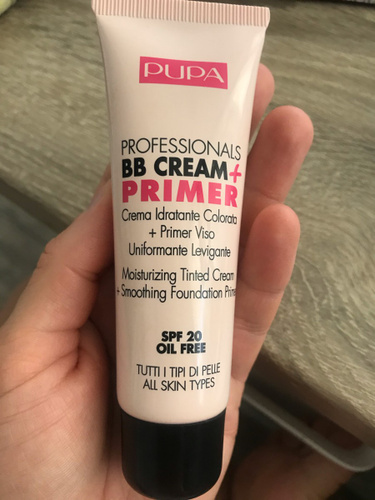 PUPA
PROFESSIONALS
BB CREAM+
PRIMER
Crema Idratante Colorata
+ Primer Viso
Uniformante Levigante
Moisturizing Tinted Cream
+Smoothing Foundation Prime
SPF 20
OIL FREE
TUTTI I TIPI DI PELLE
ALL SKIN TYPES